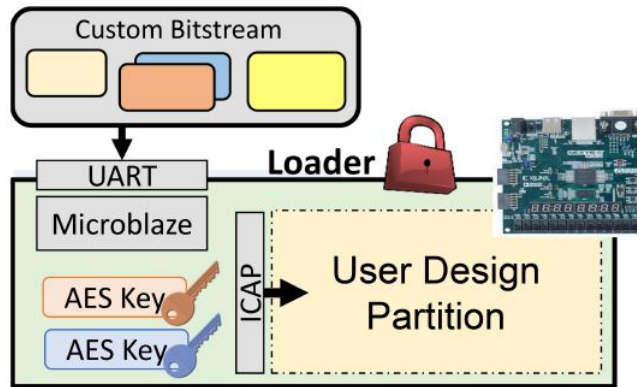 Custom Bitstream
Loader
UART
Microblaze
AES Key
AES Key
ICAP
User Design
Partition